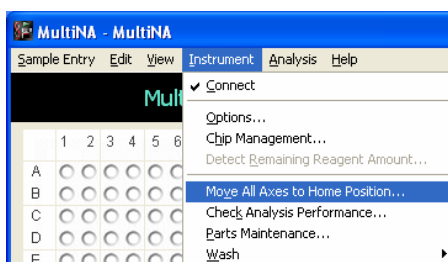 MultiNA - MultiNA
Sample Entry Edit View Instrument Analysis Help
✓ Connect
Mult
Options...
Chip Management...
1 2 3 4 5 6
Detect Remaining Reagent Amount...
A
Move All Axes to Home Position...
B
C
Check Analysis Performance...
D
Parts Maintenance...
E
Wash